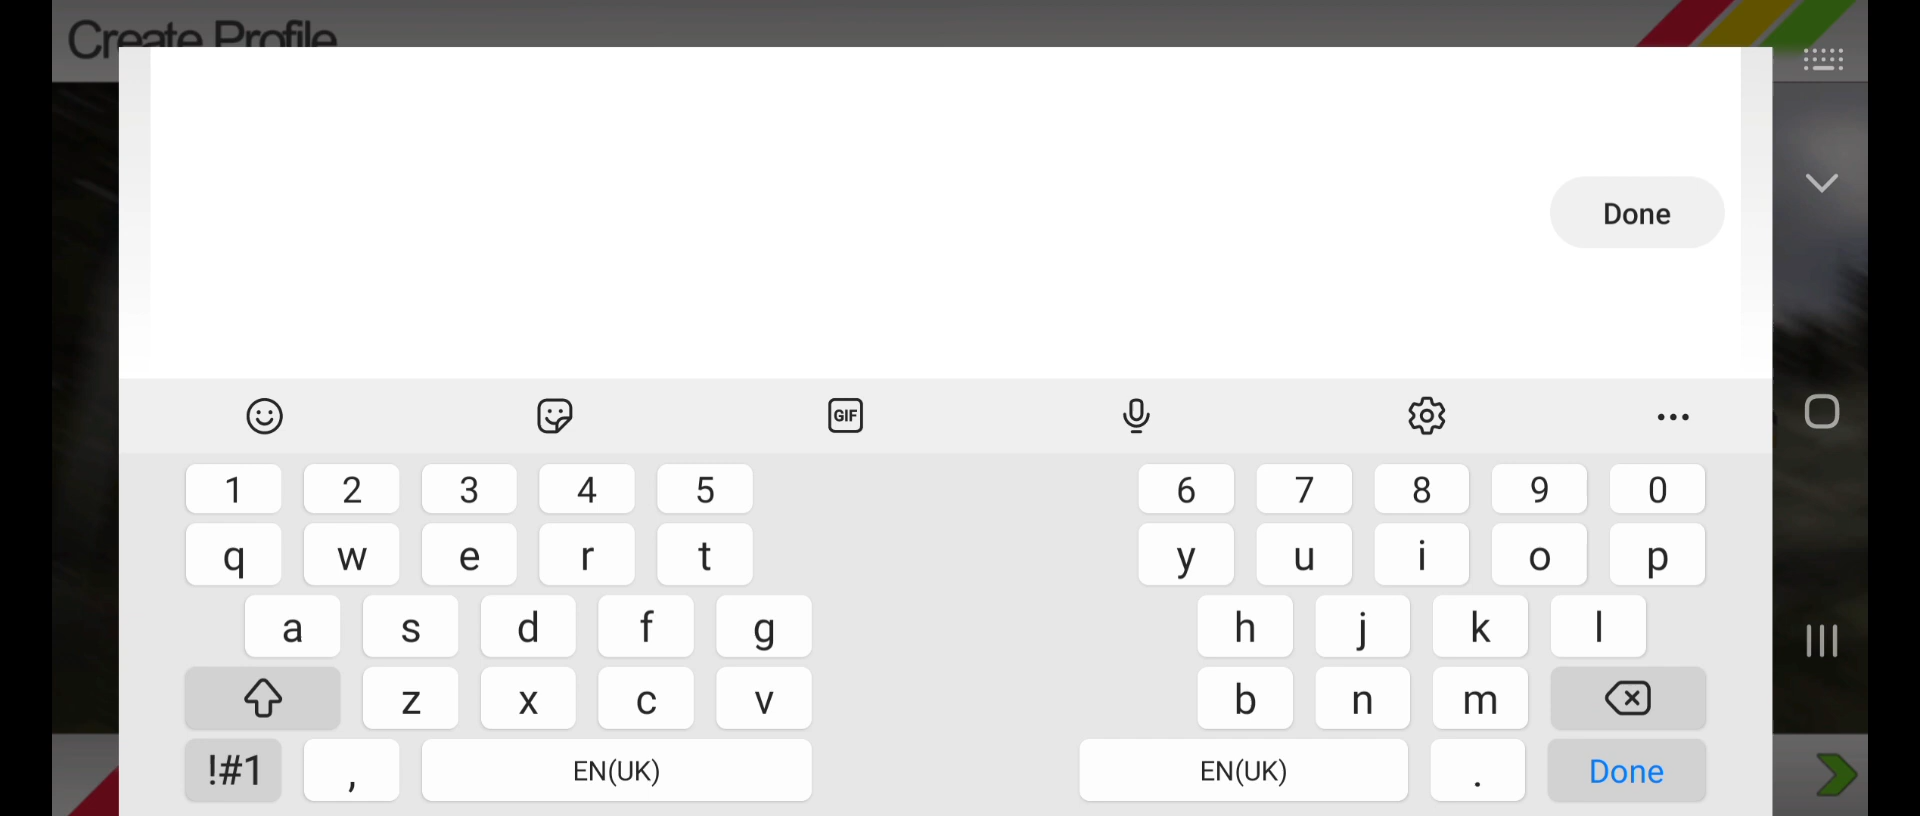 Create Profile
Done
GIF
1 2 3 4 5 6 7 8 9 0
q w e r t y u i o p
a s d f g h j k l
z x c v b n m
!#1 , EN(UK) EN(UK) . Done